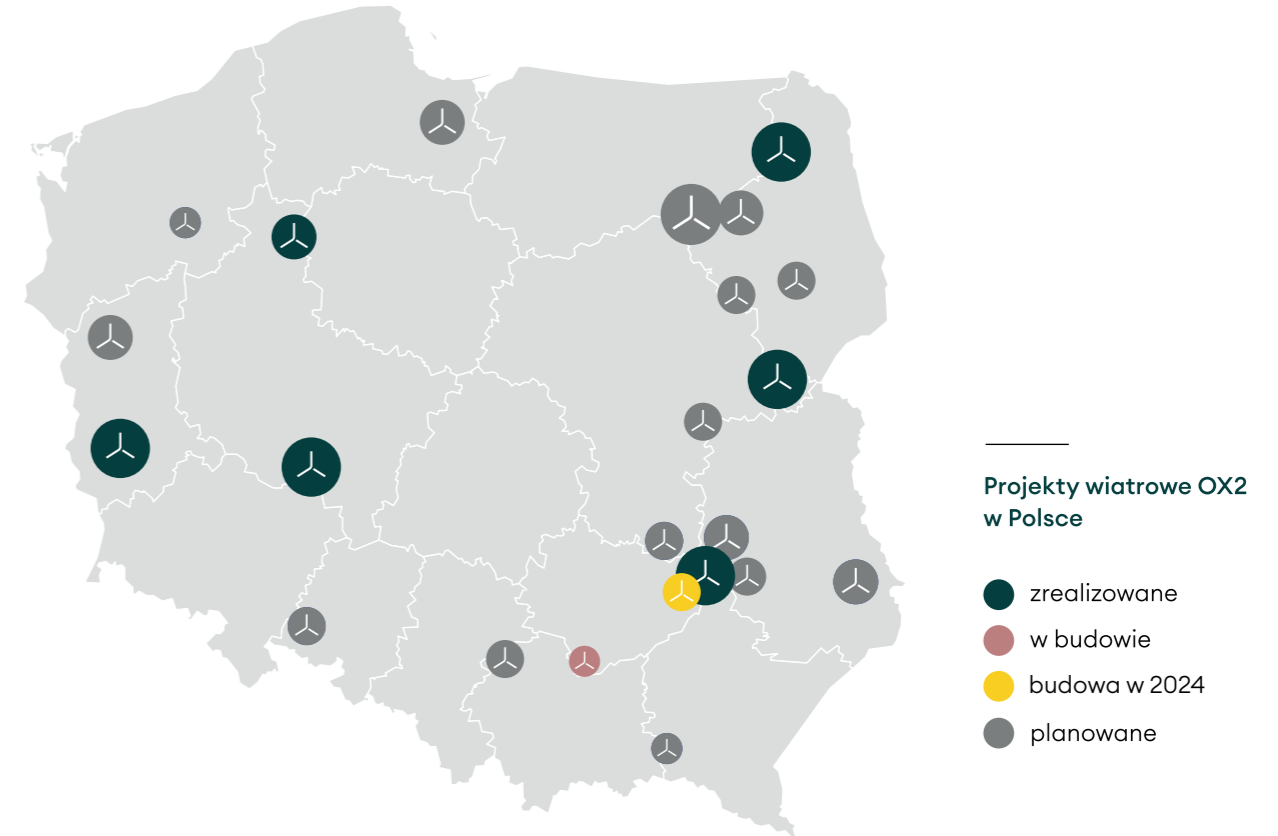 Projekty wiatrowe OX2
w Polsce
zrealizowane
w budowie
budowa w 2024
planowane